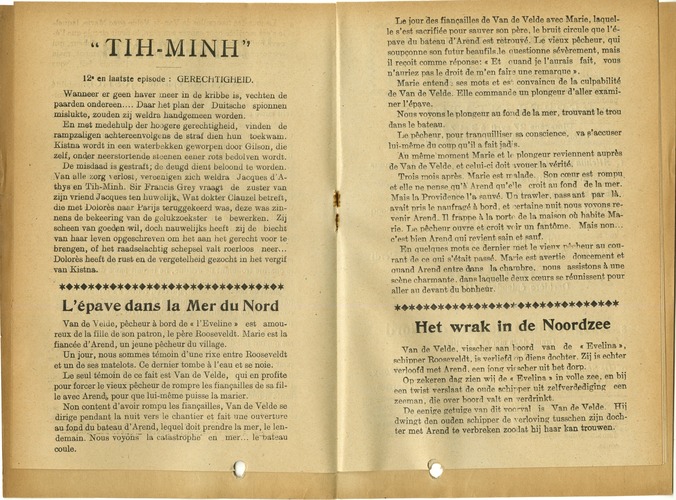 “TIH-MINH”
12e en laatste episode : GERECHTIGHEID.
Wanneer er geen haver meer in de kribbe is, vechten de
paarden ondereen.... Daar het plan der Duitsche spionnen
mislukte, zouden zij weldra handgemeen worden.
En met medehulp der hoogere gerechtigheid, vinden de
rampzaligen achtereenvolgens de straf dien hun toekwam.
Kistna wordt in een waterbekken geworpen door Gilson, die
zelf, onder neerstortende steenen eener rots bedolven wordt.
De misdaad is gestraft; de deugd dient beloond te worden.
Van alle zorg verlost, vereenigen zich weldra Jacques d'A-
thys en Tih-Minh. Sir Francis Grey vraagt de zuster van
zijn vriend Jacques ten huwelijk. Wat dokter Clauzel betreft,
die met Dolorès naar Parijs teruggekeerd was, deze was zin-
nens de bekeering van de gelukzoekster te bewerken. Zij
scheen van goeden wil, doch nauwelijks heeft zij de biecht
van haar leven opgeschreven om het aan het gerecht voor te
brengen, of het raadselachtig schepsel valt roerloos neer...
Dolorès heeft de rust en de vergetelheid gezocht in het vergif
van Kistna.
L'épave dans la Mer du Nord
Van de Velde, pêcheur à bord de « l'Eveline » est amou-
reux de la fille de son patron, le père Rooseveldt. Marie est la
fiancée d'Arend, un jeune pêcheur du village.
Un jour, nous sommes témoin d'une rixe entre Rooseveldt
et un de ses matelots. Ce dernier tombe à l'eau et se noie.
Le seul témoin de ce fait est Van de Velde, qui en profite
pour forcer le vieux pêcheur de rompre les fiançailles de sa fil-
le avec Arend, pour que lui-même puisse la marier.
Non content d'avoir rompu les fiançailles, Van de Velde se
dirige pendant la nuit vers le chantier et fait une ouverture
au fond du bateau d'Arend, lequel doit prendre la mer, le len-
demain. Nous voyons la catastrophe en mer... le bateau
coule.
Le jour des fiançailles de Van de Velde avec Marie, laquel-
le s'est sacrifiée pour sauver son père, le bruit circule que l'é-
pave du bateau d'Arend est retrouvé. Le vieux pêcheur, qui
soupçonne son futur beaufils, le questionne sévèrement, mais
il reçoit comme réponse: « Et quand je l'aurais fait, vous
n'auriez pas le droit de m'en faire une remarque ».
Marie entend ses mots et est convaincu de la culpabilité
de Van de Velde. Elle commande un plongeur d'aller exami-
ner l'épave.
Nous voyons le plongeur au fond de la mer, trouvant le trou
dans le bateau.
Le pêcheur, pour tranquilliser sa conscience, va s'accuser
lui-même du coup qu'il a fait jadis.
Au même moment Marie et le plongeur reviennent auprès
de Van de Velde, et celui-ci doit avouer la vérité.
Trois mois après. Marie est malade. Son cœur est rompu
et elle ne pense qu'à Arend qu'elle croit au fond de la mer.
Mais la Providence l'a sauvé. Un trawler, passant par là,
avait pris le naufragé à bord, et certaine nuit nous voyons re-
venir Arend. Il frappe à la porte de la maison où habite Ma-
rie. Le pêcheur ouvre et croit voir un fantôme. Mais non...
c'est bien Arend qui revient sain et sauf.
En quelques mots ce dernier met le vieux pêcheur au cou-
rant de ce qui s'était passé. Marie est avertie doucement et
quand Arend entre dans la chambre, nous assistons à une
scène charmante, dans laquelle deux cœurs se réunissent pour
aller au devant du bonheur.
Het wrak in de Noordzee
Van de Velde, visscher aan boord van de « Evelina »,
schipper Rooseveldt, is verliefd op diens dochter. Zij is echter
verloofd met Arend, een jong visscher uit het dorp.
Op zekeren dag zien wij de « Evelina » in volle zee, en bij
een twist verslaat de oude schipper uit zelfverdediging een
zeeman, die over boord valt en verdrinkt.
De eenige getuige van dit voorval is Van de Velde. Hij
dwingt den ouden schipper de verloving tusschen zijn doch-
ter met Arend te verbreken zoodat hij haar kan trouwen.